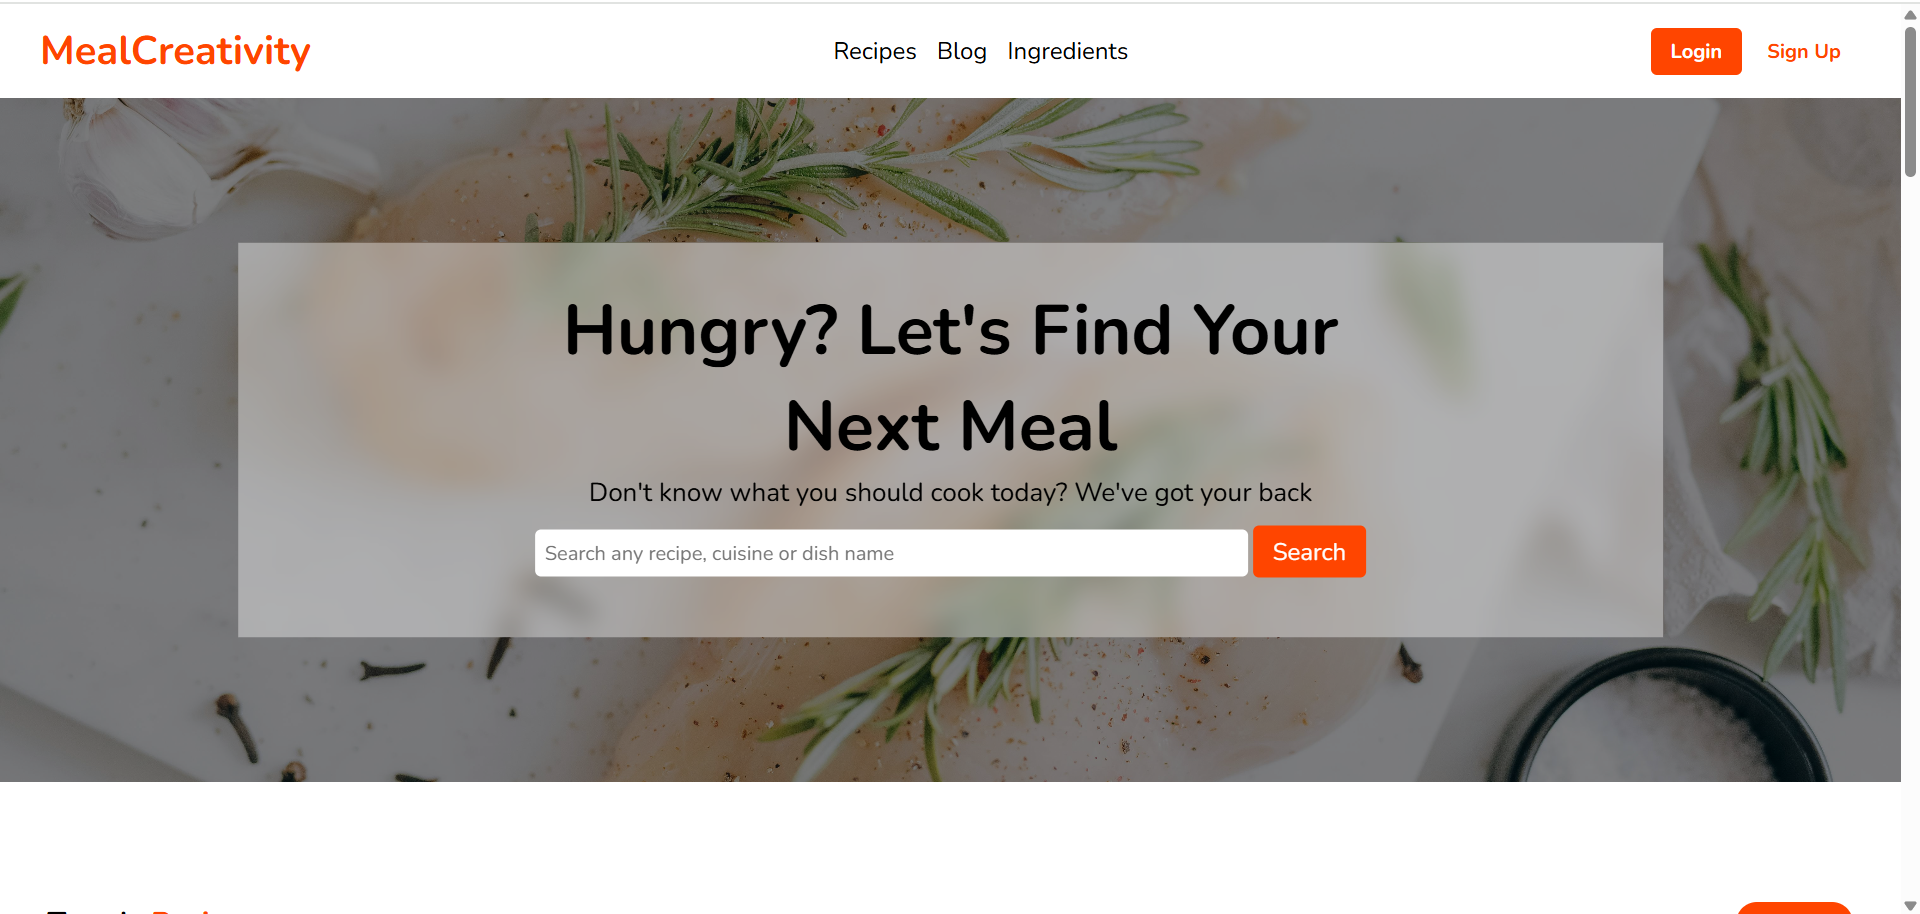 MealCreativity
Recipes Blog Ingredients
Login Sign Up
Hungry? Let's Find Your
Next Meal
Don't know what you should cook today? We've got your back
Search any recipe, cuisine or dish name
Search